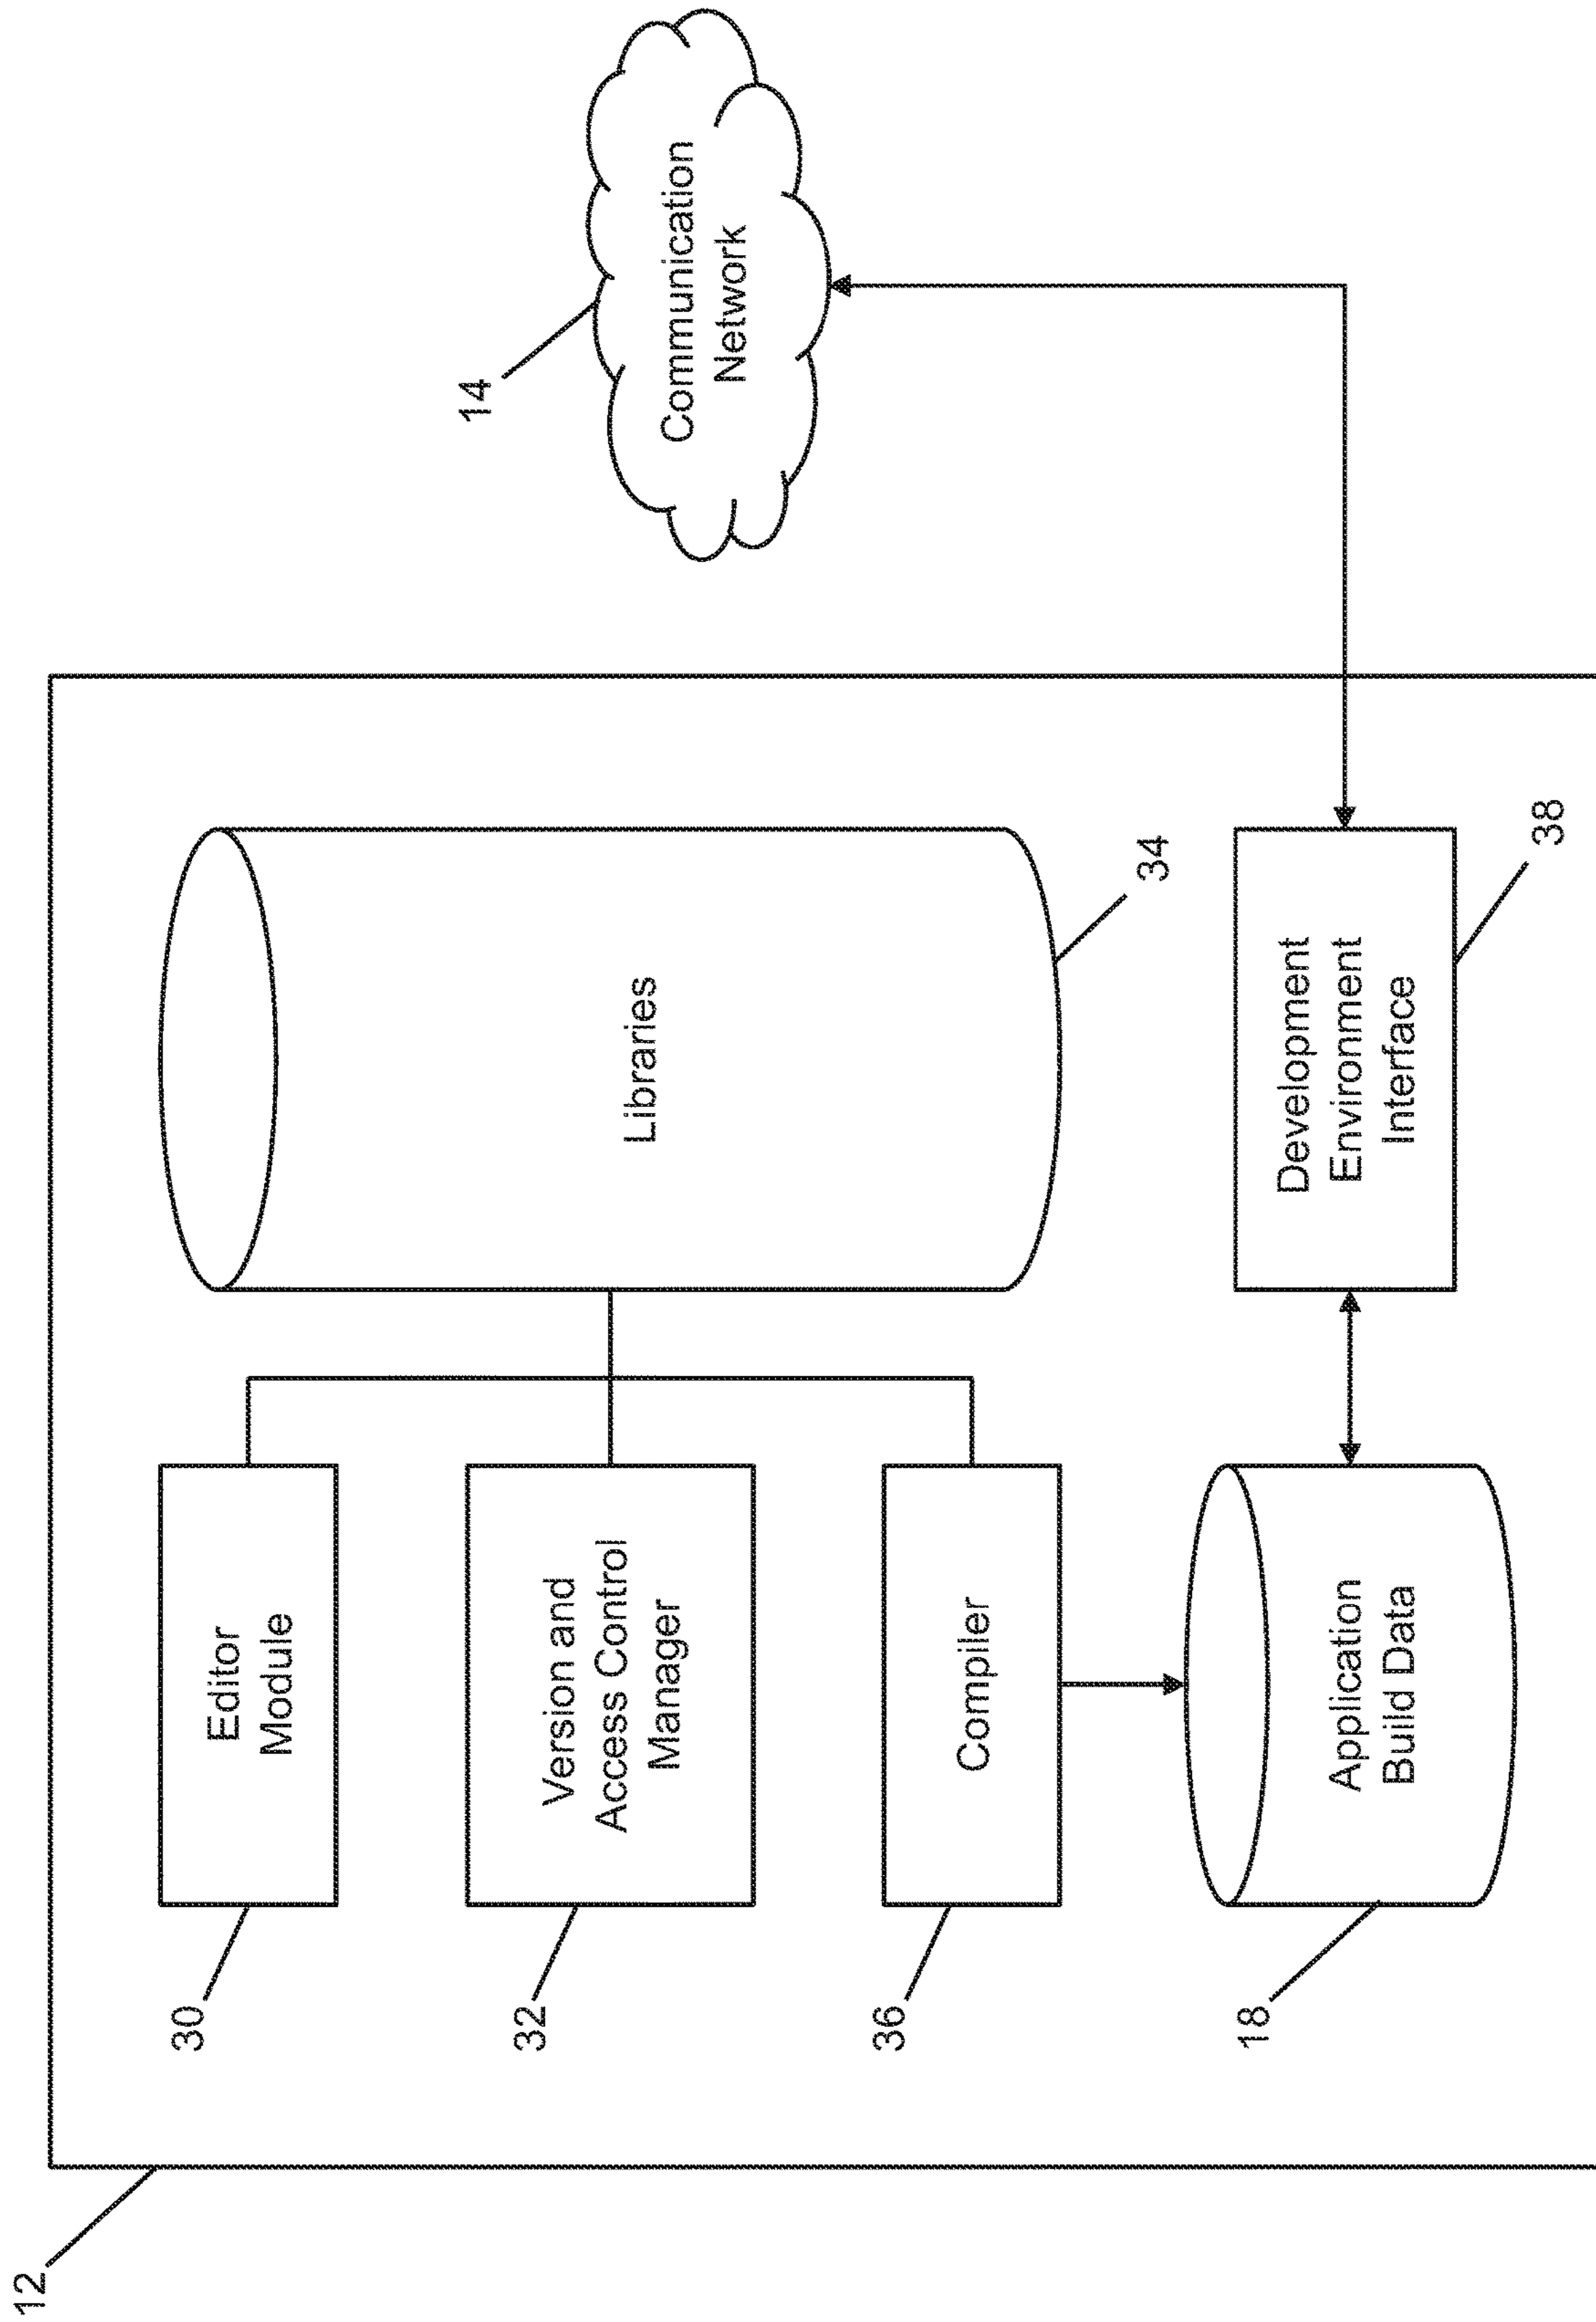 12
30
Editor
Module
32
Version and
Access Control
Manager
36
Compiler
18
Application
Build Data
Libraries
34
Development
Environment
Interface
38
14
Communication
Network